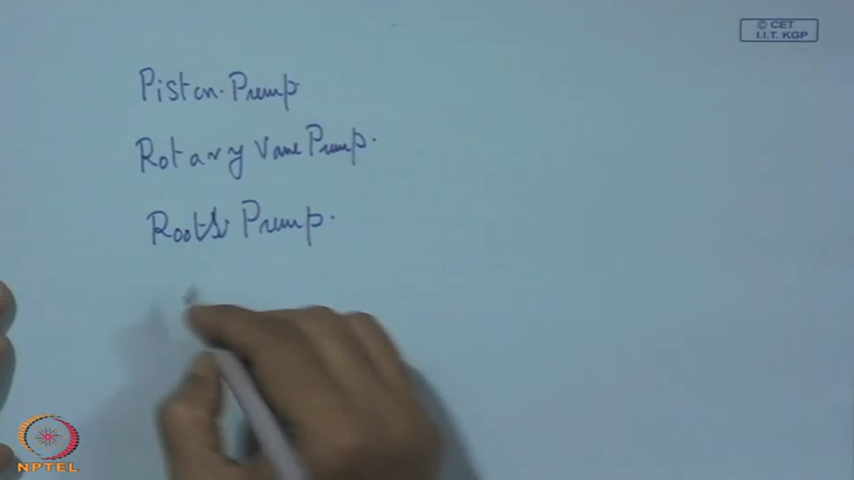 © CET
I.I.T. KGP
Piston Pump
Rotary Vane Pump.
Roots Pump.
NPTEL